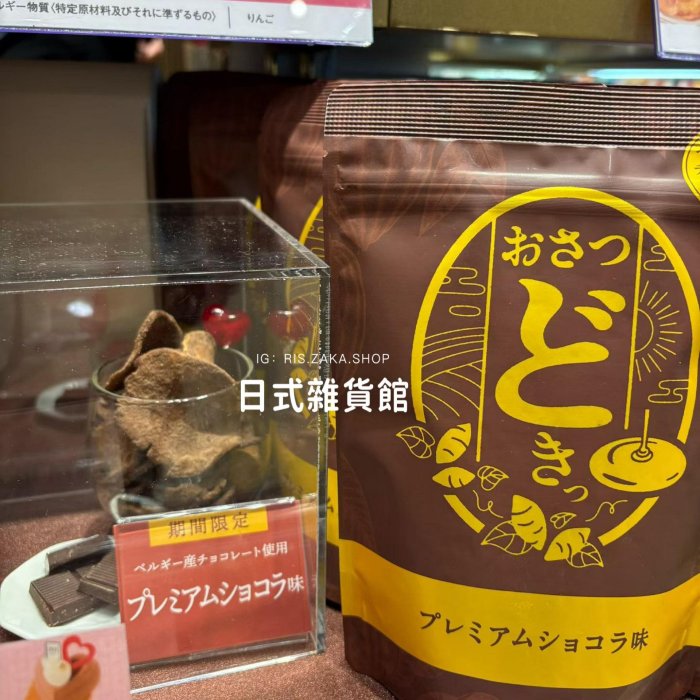 ルギー物質〈特定原材料及びそれに準ずるもの〉 りんご
おさつ
どきっ
プレミアムショコラ味
IG: RIS.ZAKA.SHOP
日式雜貨館
期間限定
ベルギー産チョコレート使用
プレミアムショコラ味